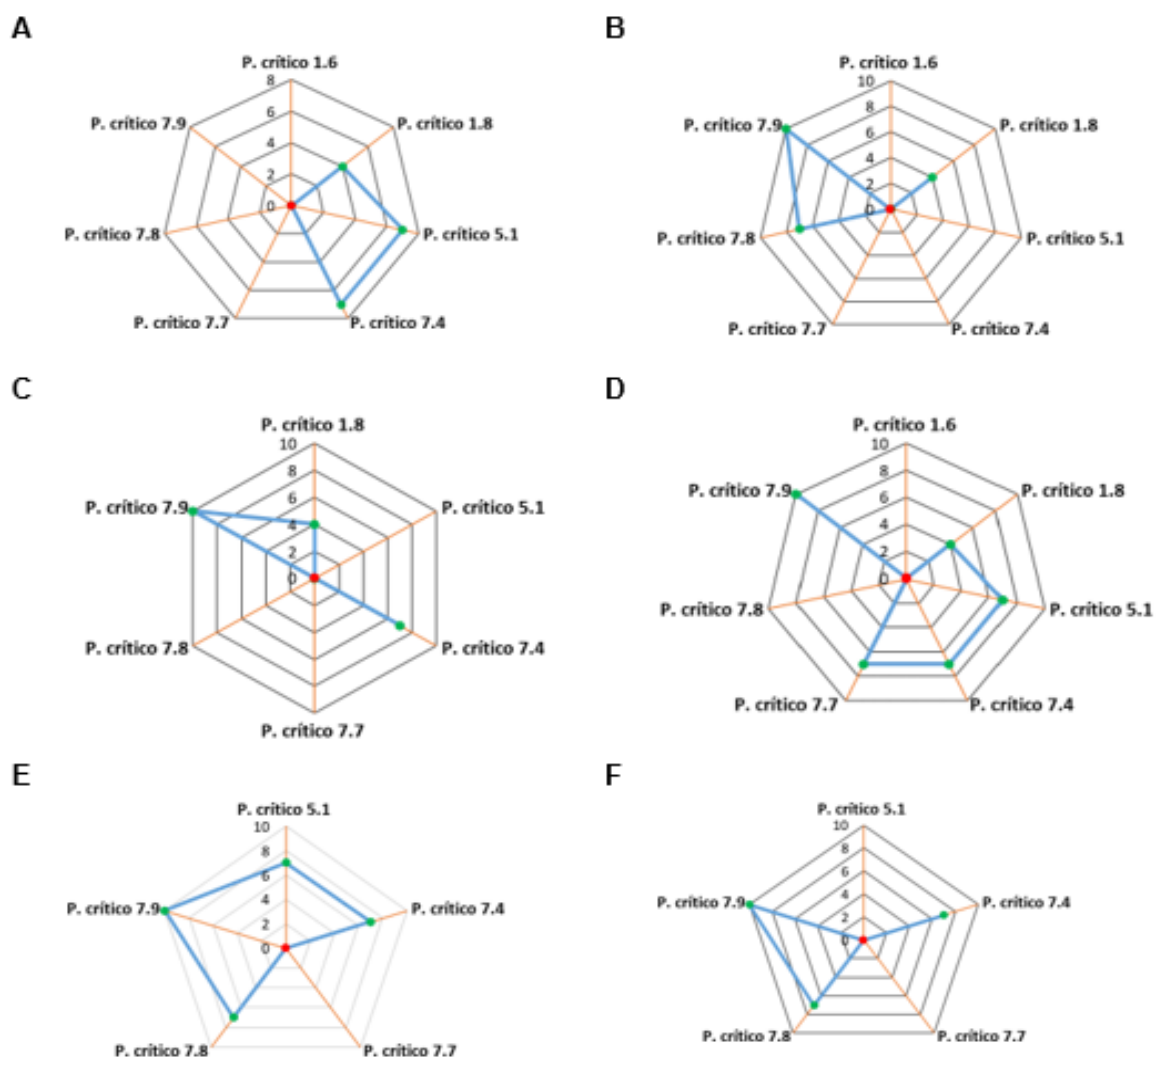 A
P. crítico 1.6
8
6
4
2
0
P. crítico 1.8
P. crítico 5.1
P. crítico 7.4
P. crítico 7.7
P. crítico 7.8
P. crítico 7.9
B
P. crítico 1.6
10
8
6
4
2
0
P. crítico 1.8
P. crítico 5.1
P. crítico 7.4
P. crítico 7.7
P. crítico 7.8
P. crítico 7.9
C
P. crítico 1.8
10
8
6
4
2
0
P. crítico 5.1
P. crítico 7.4
P. crítico 7.7
P. crítico 7.8
P. crítico 7.9
D
P. crítico 1.6
10
8
6
4
2
0
P. crítico 1.8
P. crítico 5.1
P. crítico 7.4
P. crítico 7.7
P. crítico 7.8
P. crítico 7.9
E
P. crítico 5.1
10
8
6
4
2
0
P. crítico 7.4
P. crítico 7.7
P. crítico 7.8
P. crítico 7.9
F
P. crítico 5.1
10
8
6
4
2
0
P. crítico 7.4
P. crítico 7.7
P. crítico 7.8
P. crítico 7.9